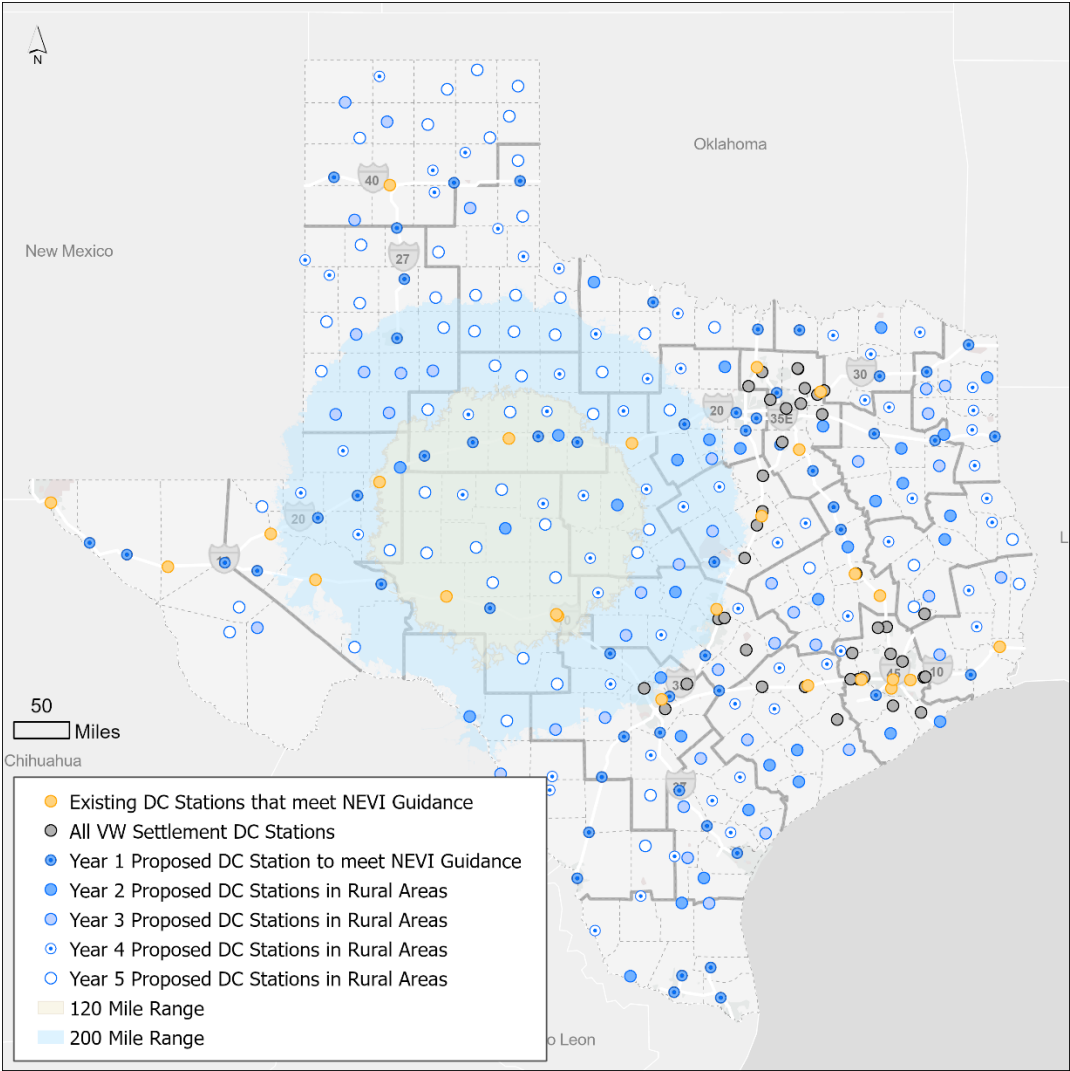 N
Oklahoma
40
New Mexico
27
30
20
35E
20
L
10
45
10
35
50
Miles
Chihuahua
37
Existing DC Stations that meet NEVI Guidance
All VW Settlement DC Stations
Year 1 Proposed DC Station to meet NEVI Guidance
Year 2 Proposed DC Stations in Rural Areas
Year 3 Proposed DC Stations in Rural Areas
Year 4 Proposed DC Stations in Rural Areas
Year 5 Proposed DC Stations in Rural Areas
120 Mile Range
200 Mile Range
o Leon